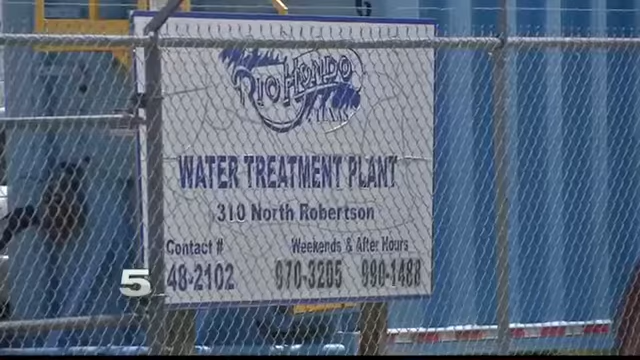 RIO HONDO
WATER TREATMENT PLANT
310 North Robertson
Contact # Weekends & After Hours
48-2102 970-3205 990-1488
5